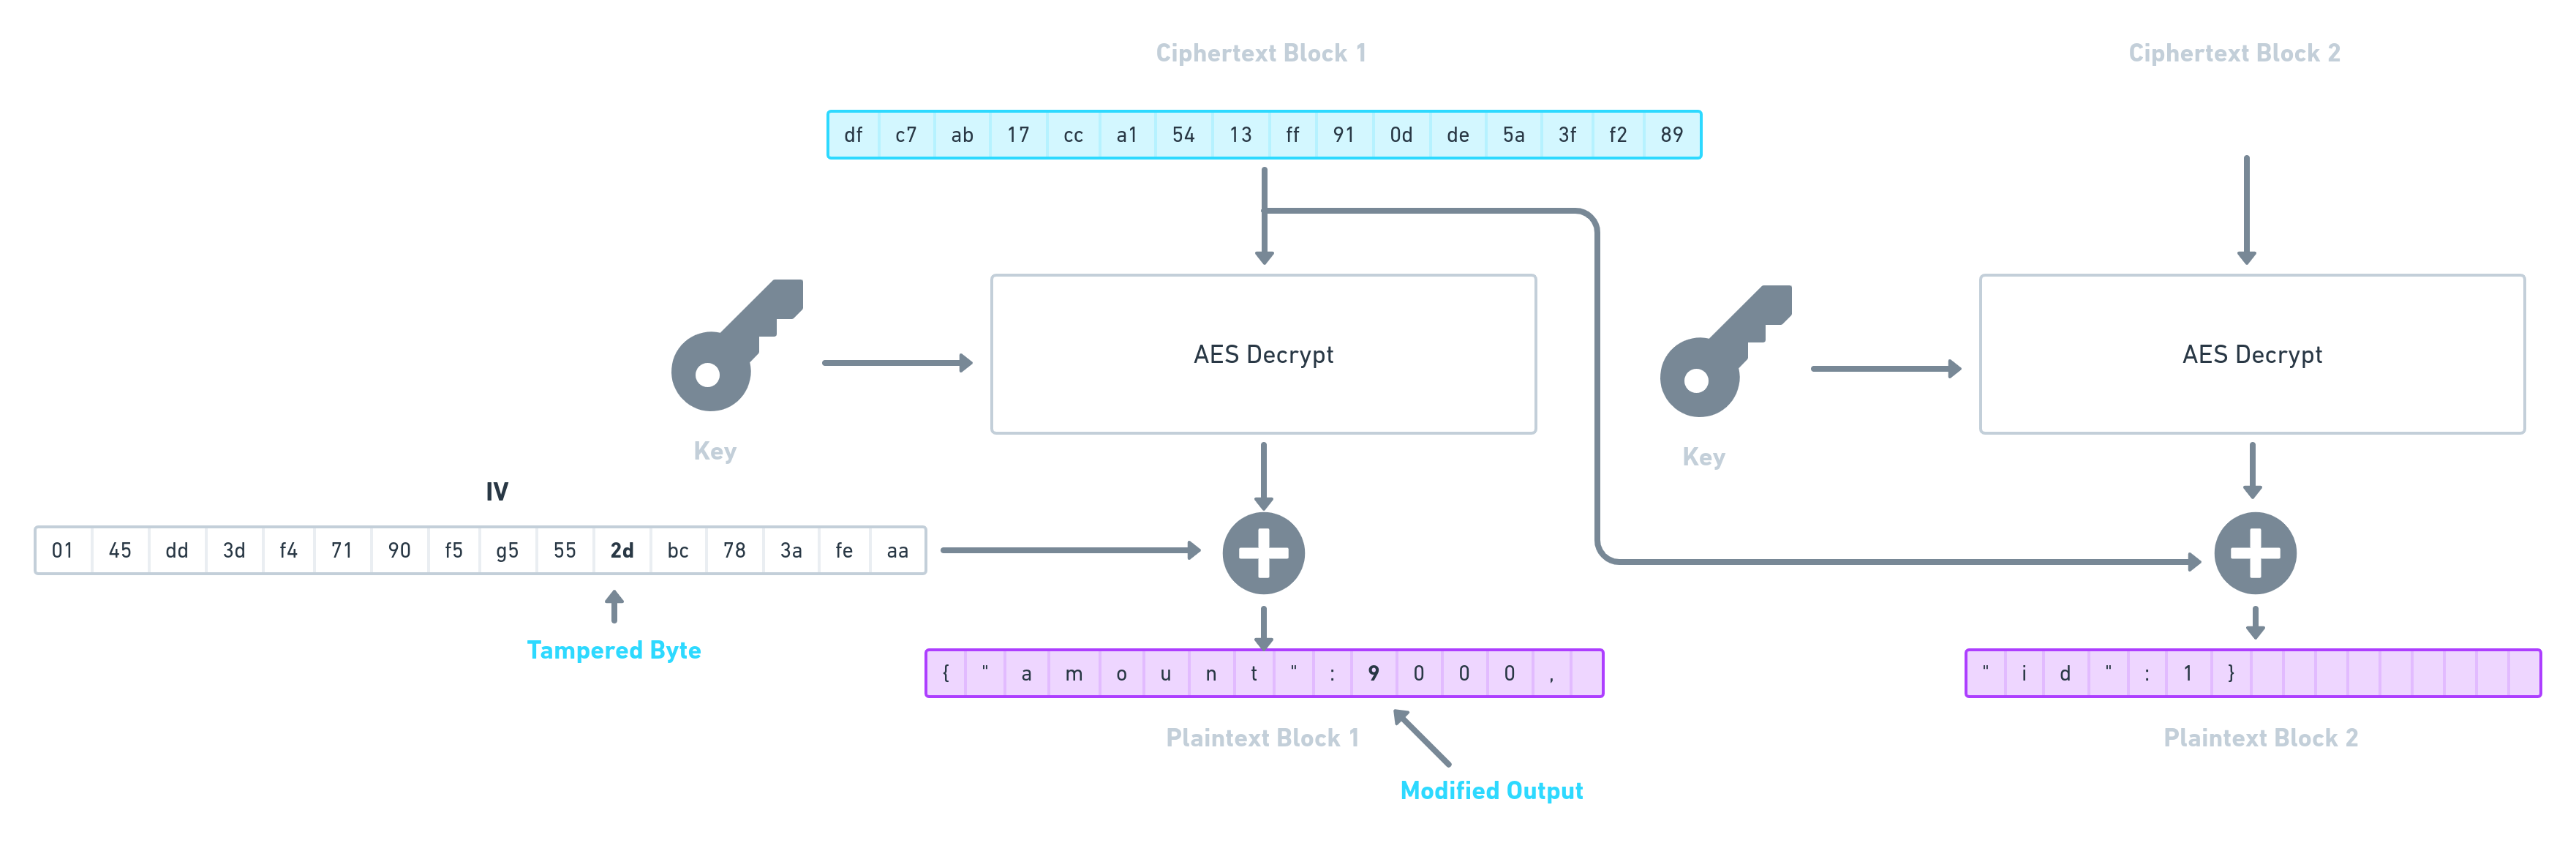 Ciphertext Block 1
Ciphertext Block 2
df c7 ab 17 cc a1 54 13 ff 91 0d de 5a 3f f2 89
AES Decrypt
AES Decrypt
Key
Key
IV
01 45 dd 3d f4 71 90 f5 g5 55 2d bc 78 3a fe aa
Tampered Byte
{ " a m o u n t " : 9 0 0 0 ,
" i d " : 1 }
Plaintext Block 1
Plaintext Block 2
Modified Output